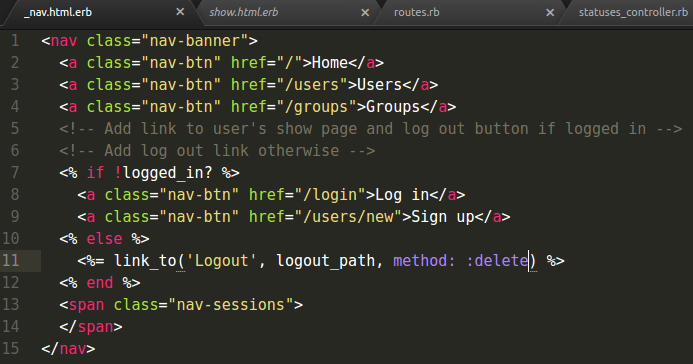 _nav.html.erb × show.html.erb × routes.rb × statuses_controller.rb
1 <nav class="nav-banner">
2 <a class="nav-btn" href="/">Home</a>
3 <a class="nav-btn" href="/users">Users</a>
4 <a class="nav-btn" href="/groups">Groups</a>
5 <!-- Add link to user's show page and log out button if logged in -->
6 <!-- Add log out link otherwise -->
7 <% if !logged_in? %>
8 <a class="nav-btn" href="/login">Log in</a>
9 <a class="nav-btn" href="/users/new">Sign up</a>
10 <% else %>
11 <%= link_to('Logout', logout_path, method: :delete) %>
12 <% end %>
13 <span class="nav-sessions">
14 </span>
15 </nav>